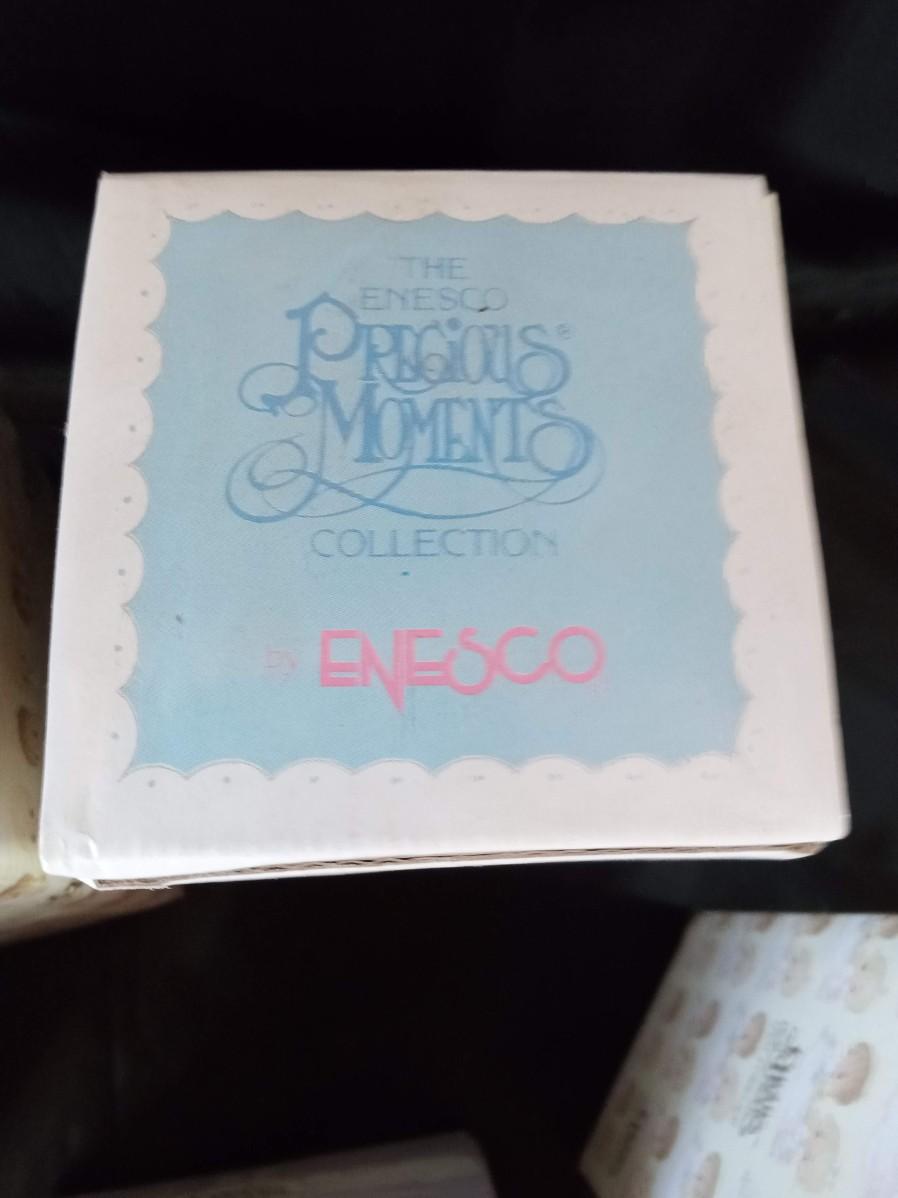 THE
ENESCO
PRECIOUS®
MOMENTS
COLLECTION
by ENESCO